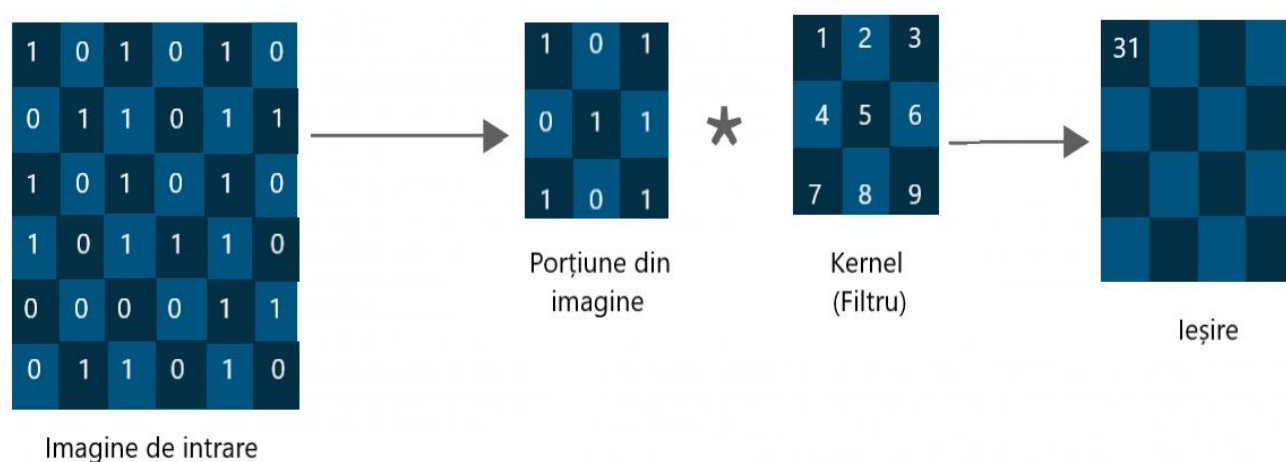 1 0 1 0 1 0
0 1 1 0 1 1
1 0 1 0 1 0
1 0 1 1 1 0
0 0 0 0 1 1
0 1 1 0 1 0
Imagine de intrare
1 0 1
0 1 1
1 0 1
Porțiune din
imagine
*
1 2 3
4 5 6
7 8 9
Kernel
(Filtru)
31
Ieșire